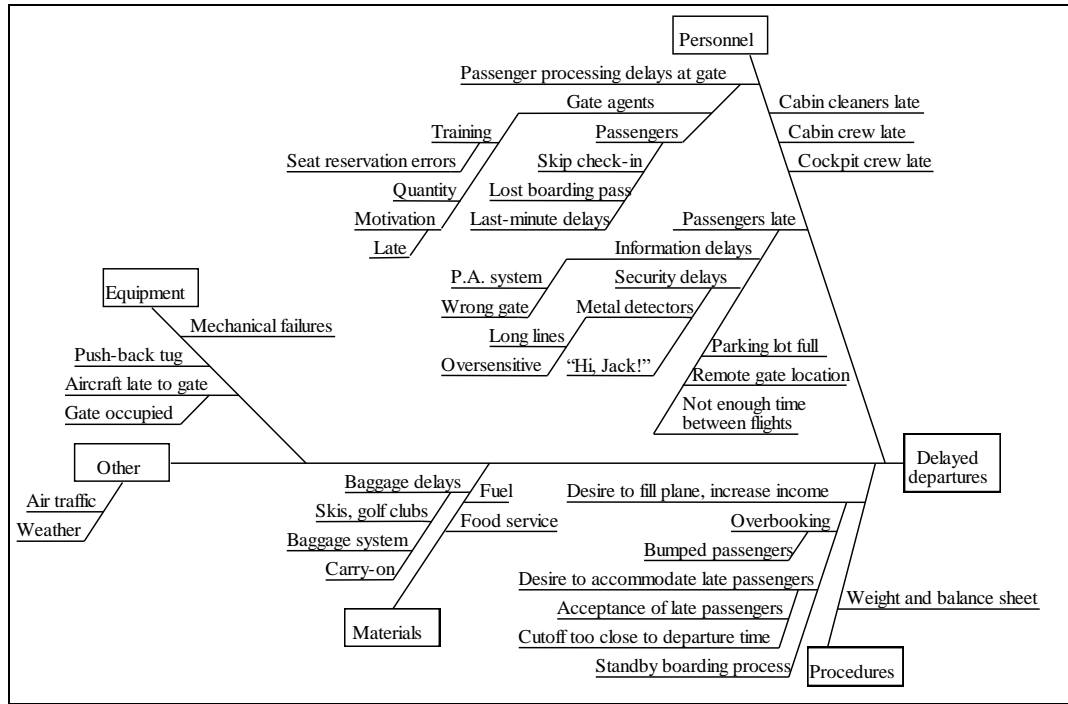 Personnel
Passenger processing delays at gate
Gate agents
Cabin cleaners late
Training
Passengers
Cabin crew late
Seat reservation errors
Skip check-in
Cockpit crew late
Quantity
Lost boarding pass
Motivation
Last-minute delays
Passengers late
Late
Information delays
P.A. system
Security delays
Equipment
Wrong gate
Metal detectors
Mechanical failures
Long lines
Parking lot full
Push-back tug
Oversensitive
“Hi, Jack!”
Remote gate location
Aircraft late to gate
Not enough time
between flights
Gate occupied
Other
Delayed
departures
Baggage delays
Fuel
Desire to fill plane, increase income
Air traffic
Skis, golf clubs
Food service
Overbooking
Weather
Baggage system
Bumped passengers
Carry-on
Desire to accommodate late passengers
Acceptance of late passengers
Weight and balance sheet
Materials
Cutoff too close to departure time
Standby boarding process
Procedures